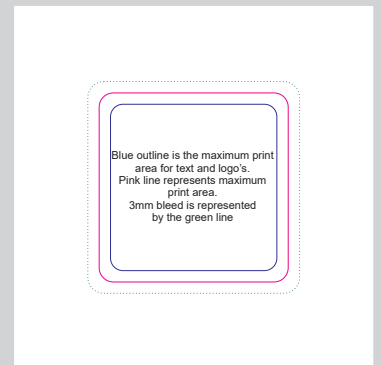 Blue outline is the maximum print
area for text and logo's.
Pink line represents maximum
print area.
3mm bleed is represented
by the green line